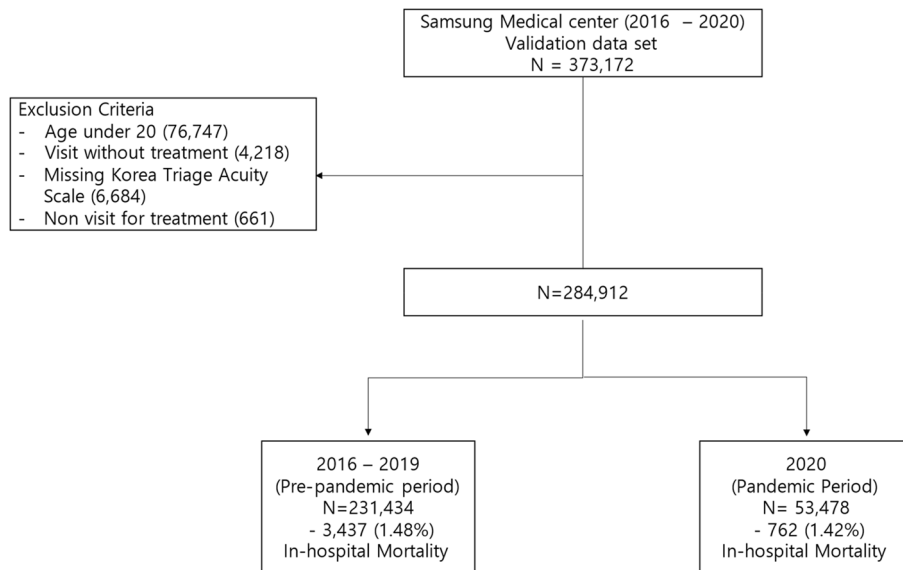 Samsung Medical center (2016 – 2020)
Validation data set
N = 373,172
Exclusion Criteria
- Age under 20 (76,747)
- Visit without treatment (4,218)
- Missing Korea Triage Acuity
Scale (6,684)
- Non visit for treatment (661)
N=284,912
2016 – 2019
(Pre-pandemic period)
N=231,434
- 3,437 (1.48%)
In-hospital Mortality
2020
(Pandemic Period)
N= 53,478
- 762 (1.42%)
In-hospital Mortality